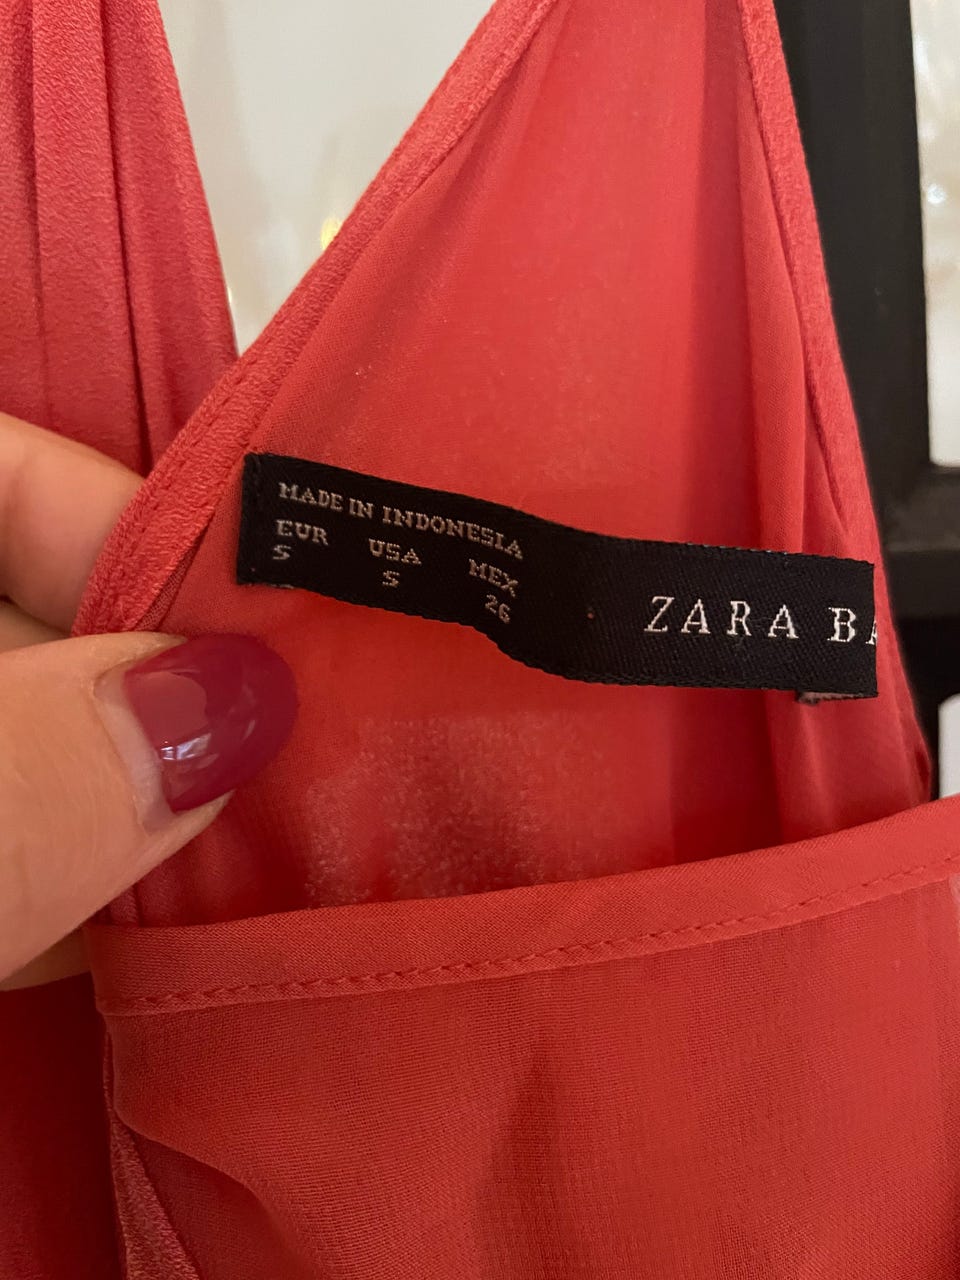 MADE IN INDONESIA
EUR USA MEX
S S 26
ZARA BA